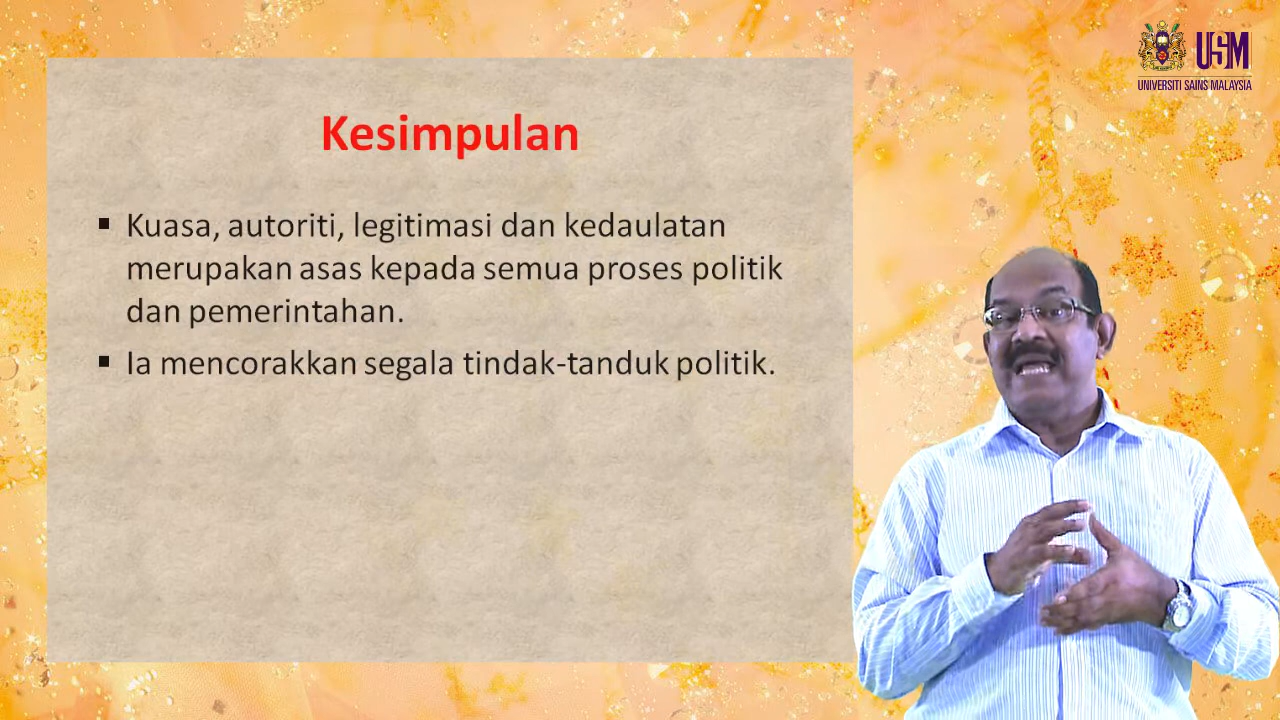 USM
UNIVERSITI SAINS MALAYSIA
Kesimpulan
▪ Kuasa, autoriti, legitimasi dan kedaulatan
merupakan asas kepada semua proses politik
dan pemerintahan.
▪ Ia mencorakkan segala tindak-tanduk politik.